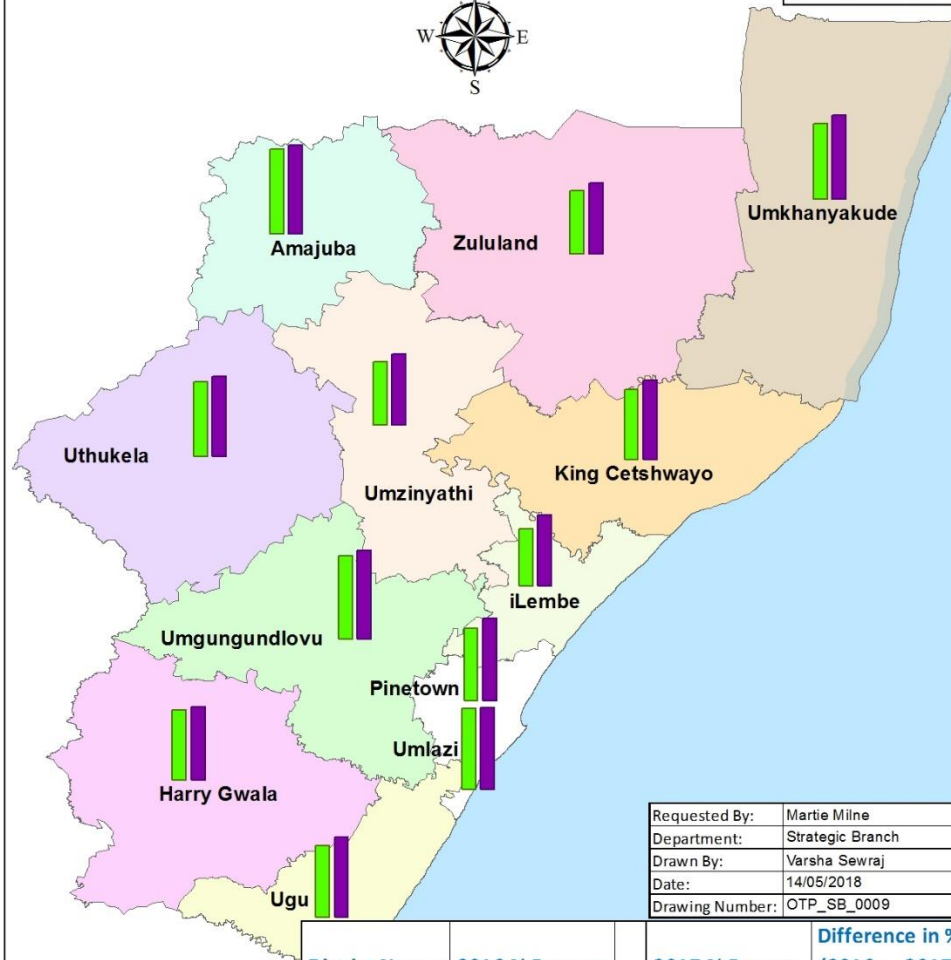 W E
S
Amajuba
Zululand
Umkhanyakude
Uthukela
Umzinyathi
King Cetshwayo
iLembe
Umgungundlovu
Pinetown
Umlazi
Harry Gwala
Ugu
Requested By: Martie Milne
Department: Strategic Branch
Drawn By: Varsha Sewraj
Date: 14/05/2018
Drawing Number: OTP_SB_0009
Difference in %